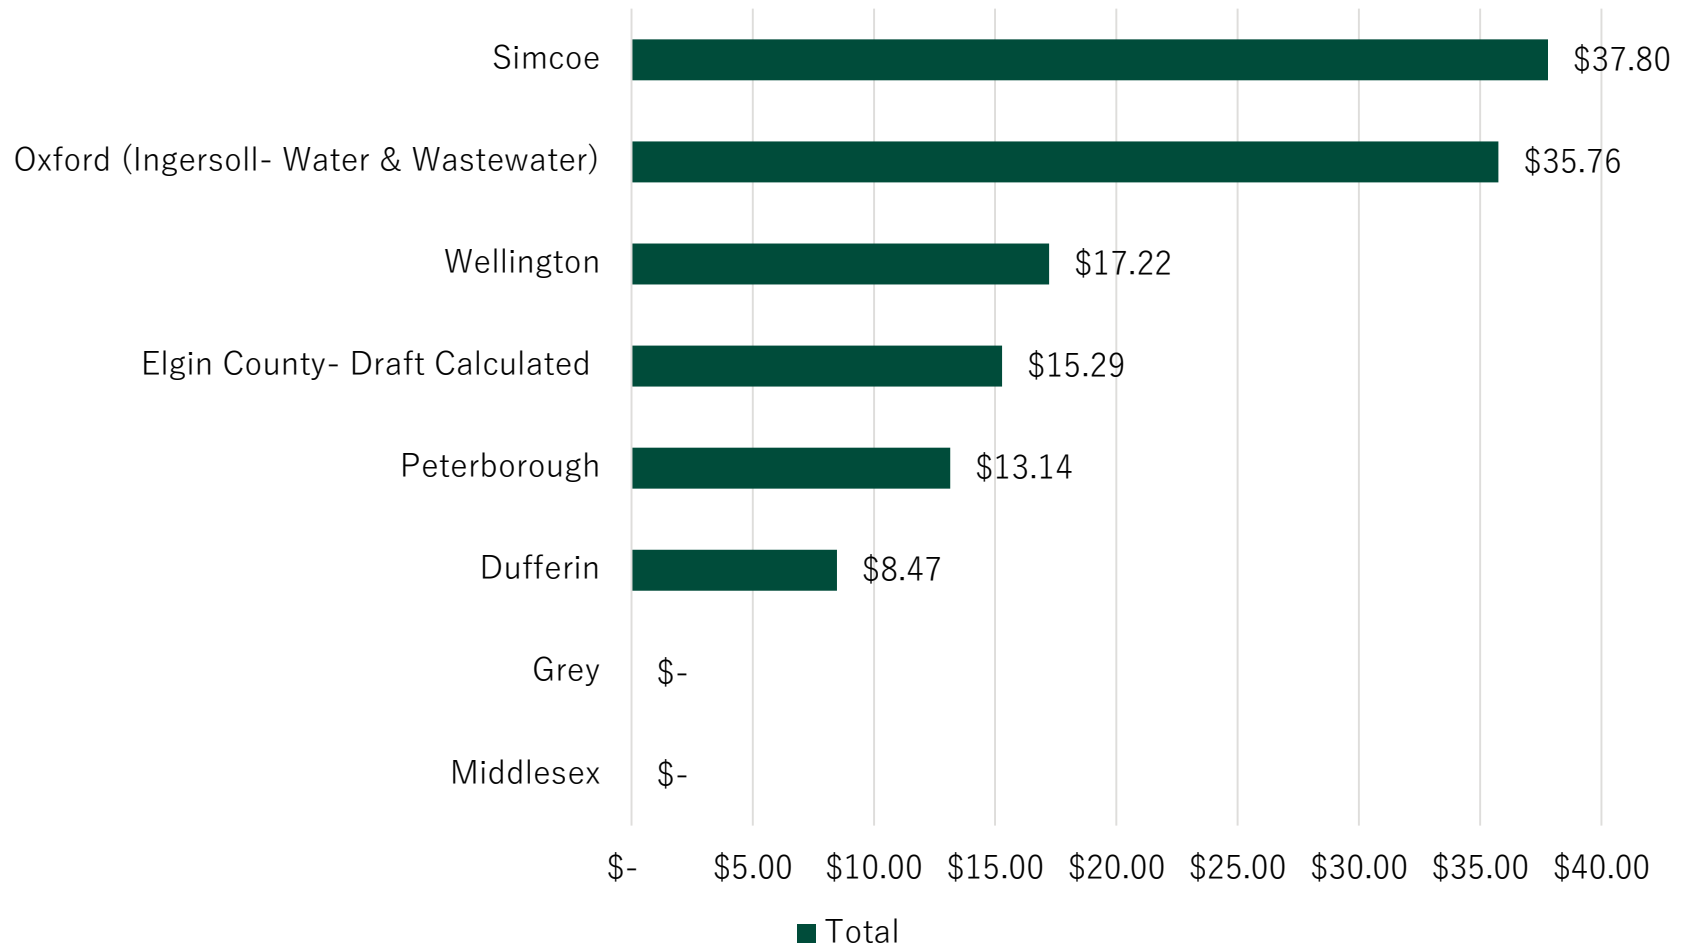 Simcoe $37.80
Oxford (Ingersoll- Water & Wastewater) $35.76
Wellington $17.22
Elgin County- Draft Calculated $15.29
Peterborough $13.14
Dufferin $8.47
Grey $-
Middlesex $-
$- $5.00 $10.00 $15.00 $20.00 $25.00 $30.00 $35.00 $40.00
Total